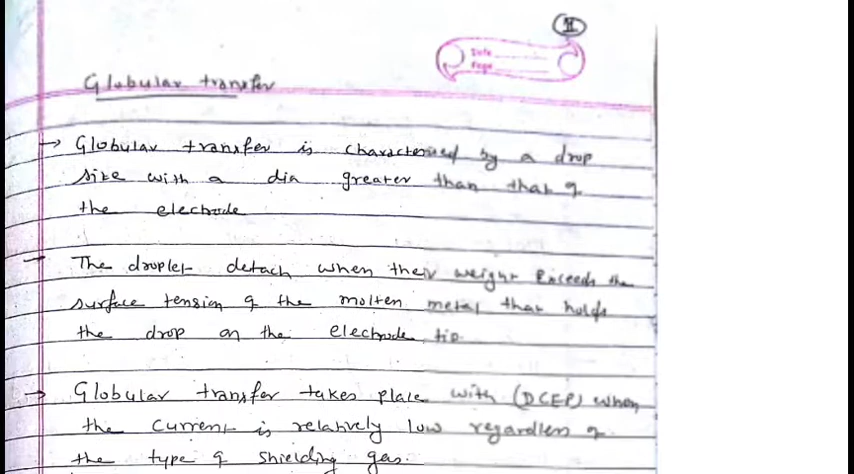 II
Date
Page
Globular transfer
→ Globular transfer is characterised by a drop
size with a dia greater than that of
the electrode
- The droplet detach when their weight exceeds the
surface tension of the molten metal that holds
the drop on the electrode tip.
→ Globular transfer takes place with (DCEP) when
the current is relatively low regardless of
the type of shielding gas.